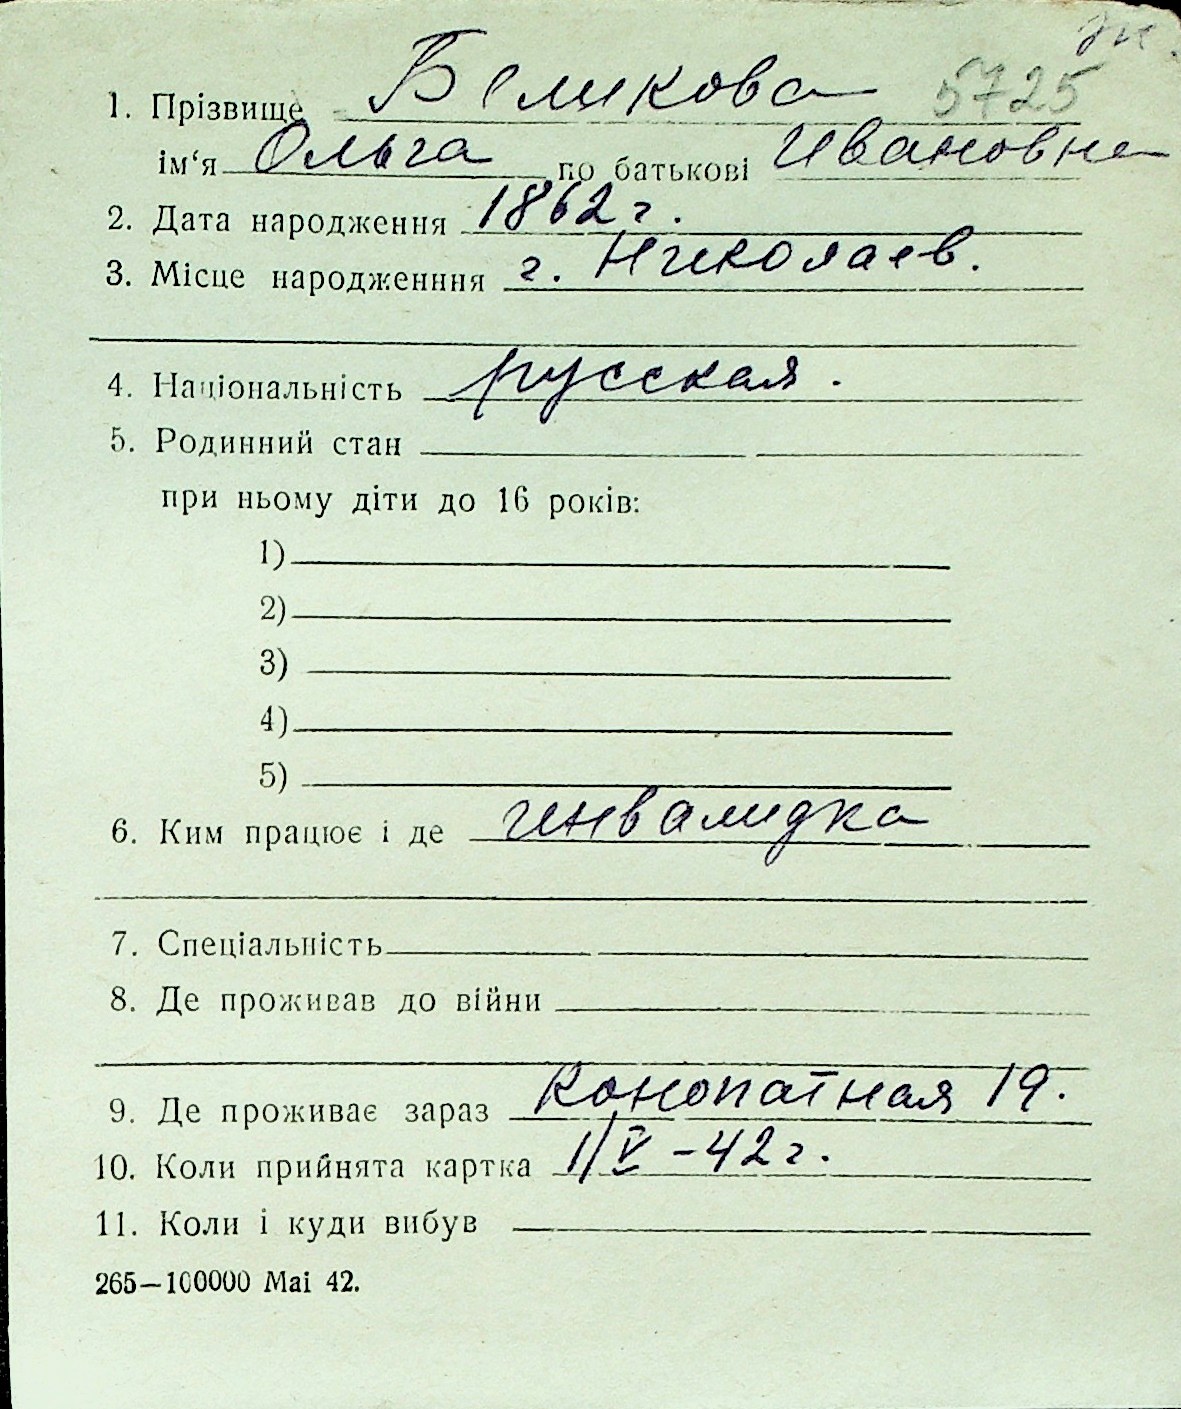 5725
1. Прізвище Беликова
ім‘я Ольга по батькові Ивановна
2. Дата народження 1862 г.
3. Місце народженння г. Николаев.
4. Національність русская.
5. Родинний стан
при ньому діти до 16 років:
1)
2)
3)
4)
5)
6. Ким працює і де инвалидка
7. Спеціальність
8. Де проживав до війни
9. Де проживає зараз Конопатная 19.
10. Коли прийнята картка 1/V – 42 г.
11. Коли і куди вибув
265—100000 Маі 42.